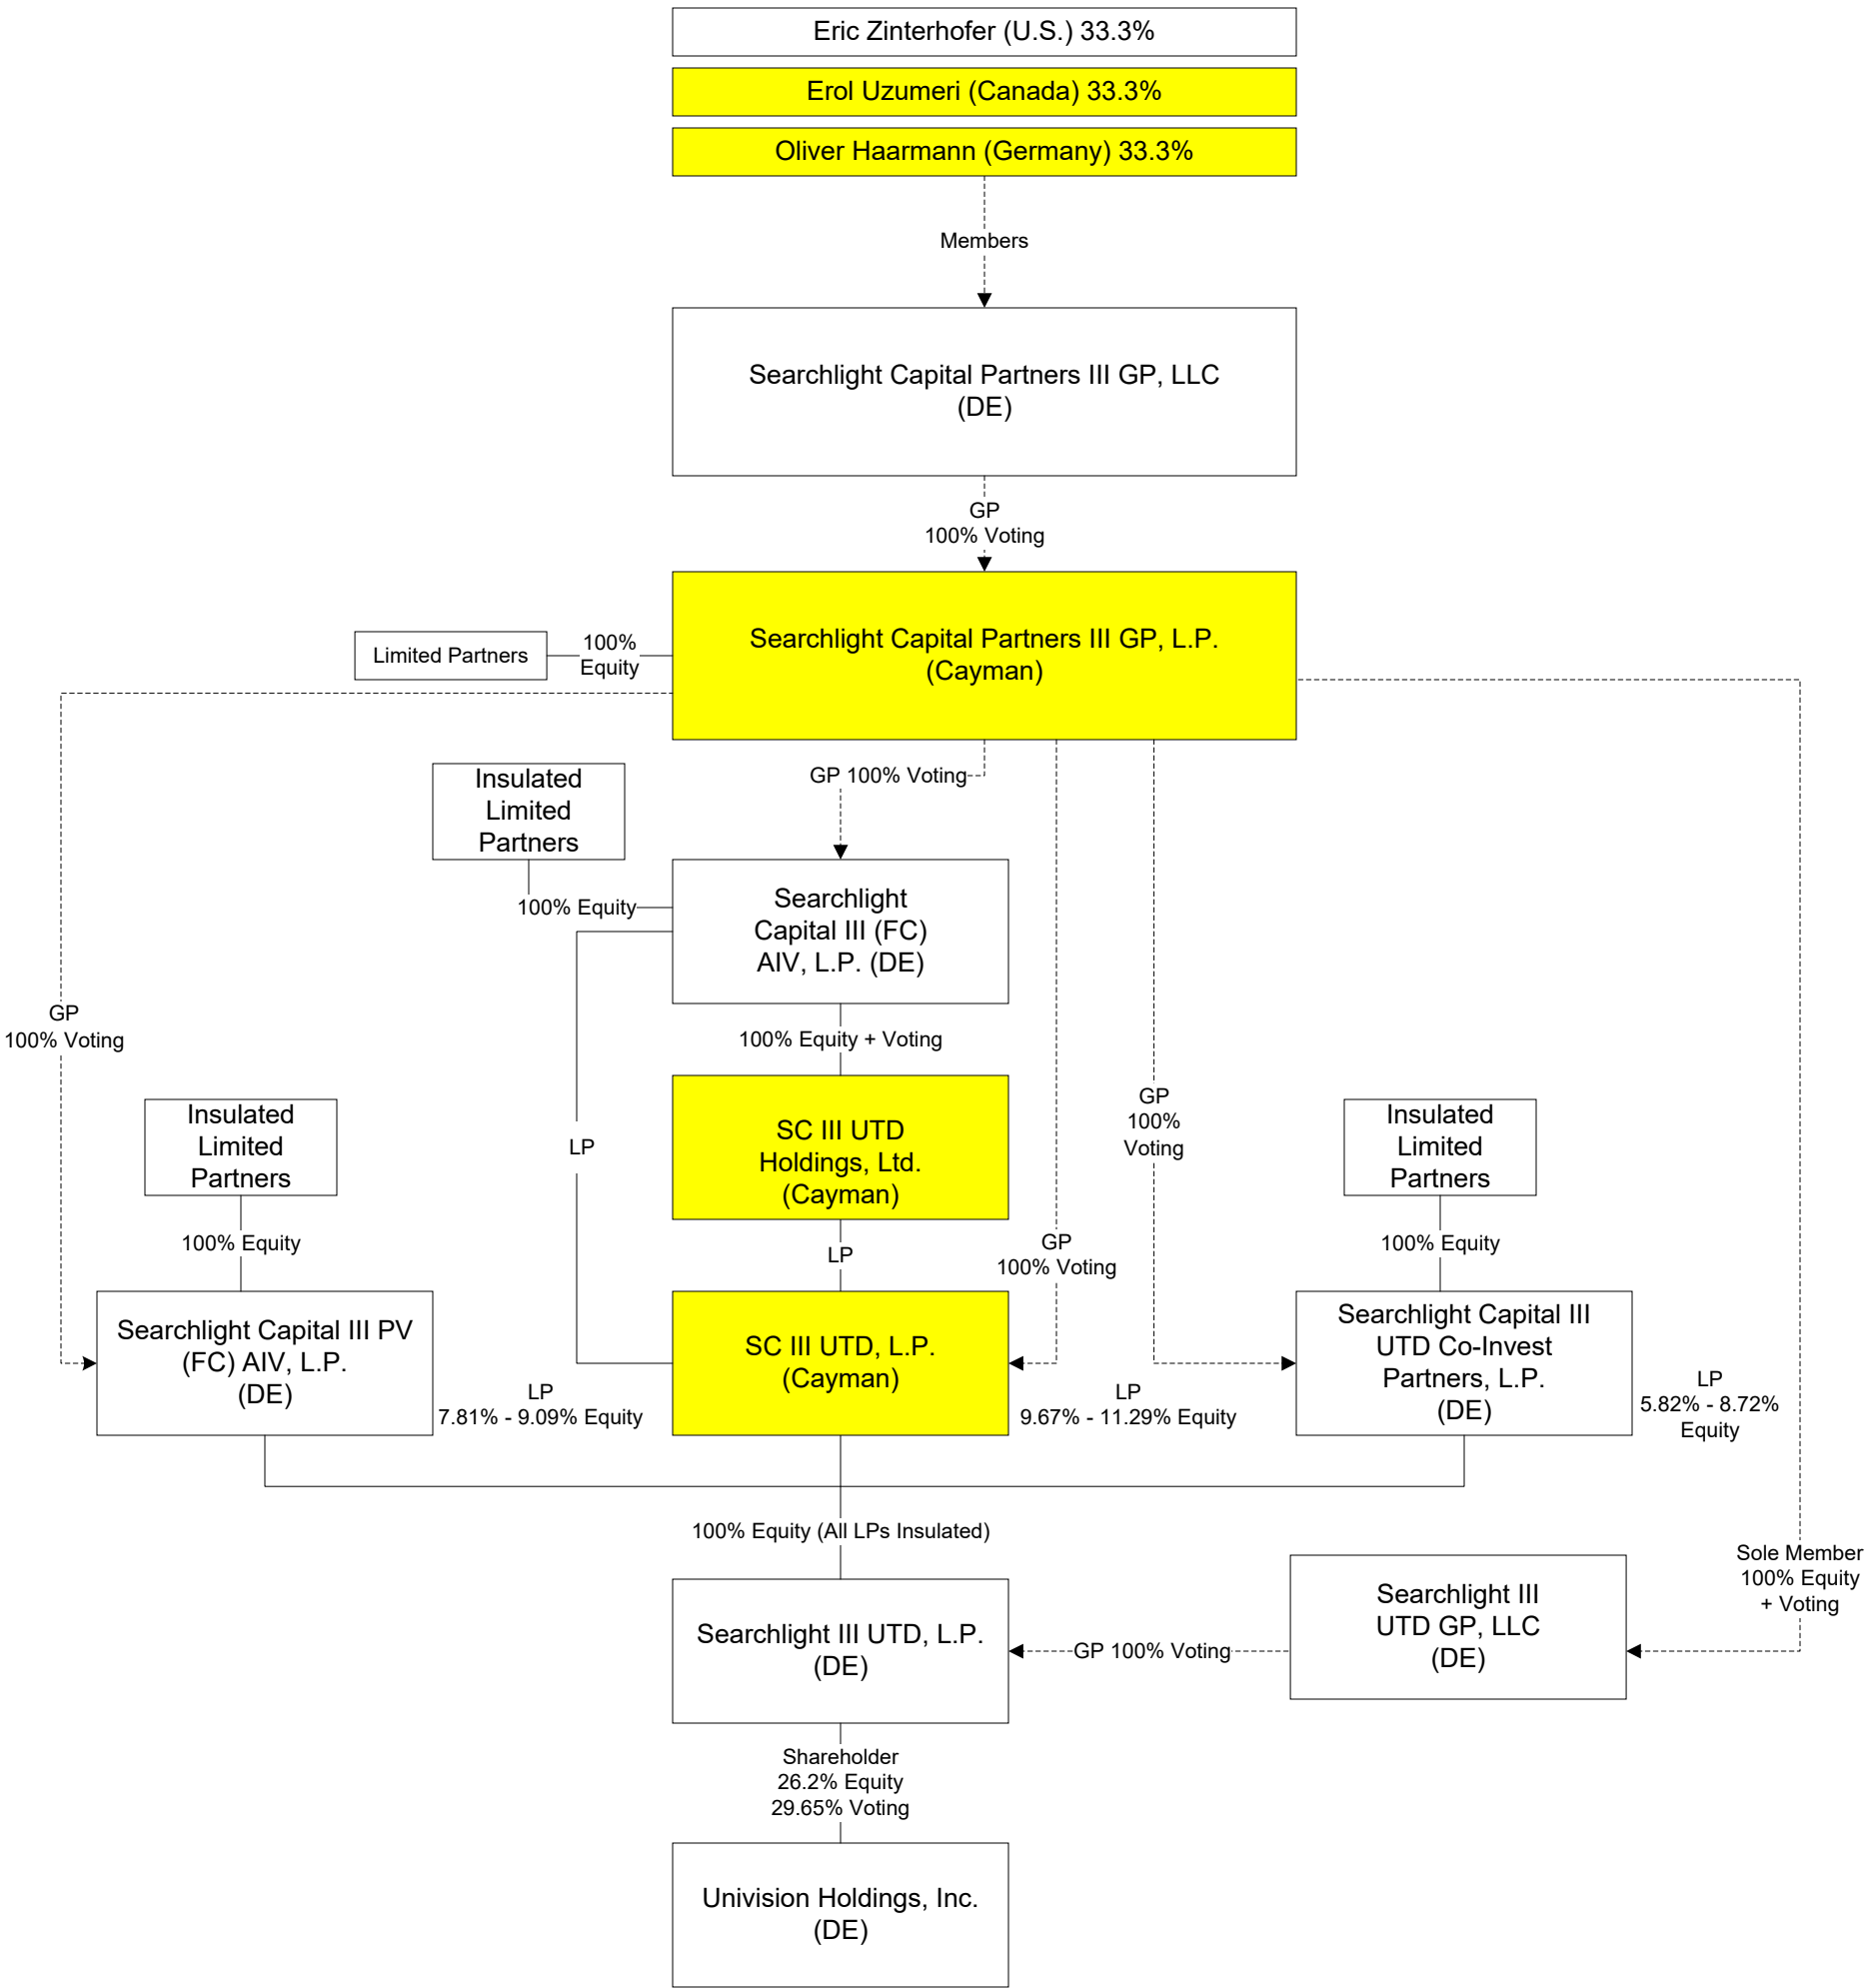 Eric Zinterhofer (U.S.) 33.3%
Erol Uzumeri (Canada) 33.3%
Oliver Haarmann (Germany) 33.3%
Members
Searchlight Capital Partners III GP, LLC
(DE)
GP
100% Voting
Searchlight Capital Partners III GP, L.P.
(Cayman)
Limited Partners
100%
Equity
GP 100% Voting
Insulated
Limited
Partners
100% Equity
Searchlight
Capital III (FC)
AIV, L.P. (DE)
GP
100% Voting
100% Equity + Voting
SC III UTD
Holdings, Ltd.
(Cayman)
LP
GP
100%
Voting
Insulated
Limited
Partners
Insulated
Limited
Partners
100% Equity
LP
GP
100% Voting
100% Equity
Searchlight Capital III PV
(FC) AIV, L.P.
(DE)
LP
7.81% - 9.09% Equity
SC III UTD, L.P.
(Cayman)
LP
9.67% - 11.29% Equity
Searchlight Capital III
UTD Co-Invest
Partners, L.P.
(DE)
LP
5.82% - 8.72%
Equity
100% Equity (All LPs Insulated)
Sole Member
100% Equity
+ Voting
Searchlight III UTD, L.P.
(DE)
GP 100% Voting
Searchlight III
UTD GP, LLC
(DE)
Shareholder
26.2% Equity
29.65% Voting
Univision Holdings, Inc.
(DE)